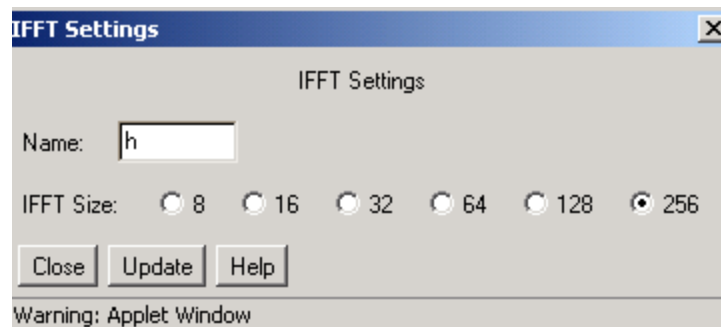 IFFT Settings
IFFT Settings
Name: h
IFFT Size: 8 16 32 64 128 256
Close Update Help
Warning: Applet Window